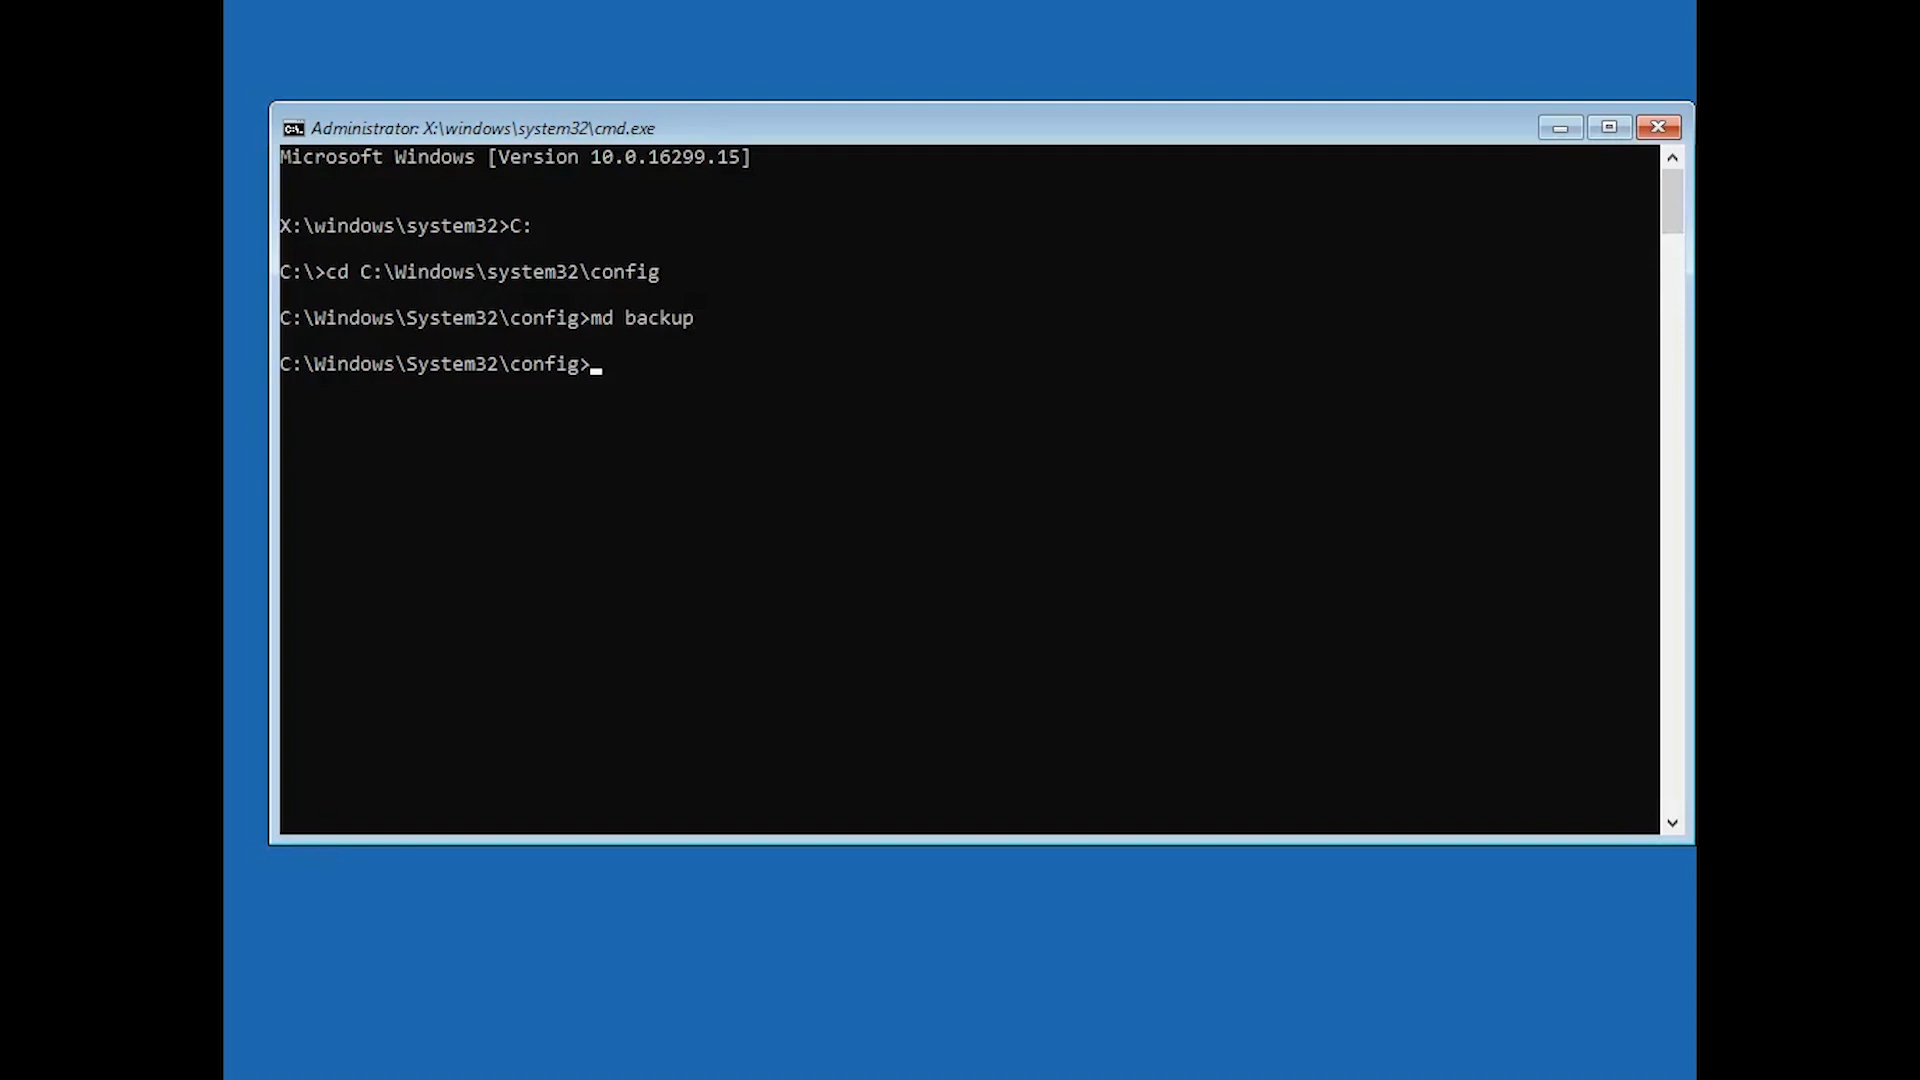 Administrator: X:\windows\system32\cmd.exe
Microsoft Windows [Version 10.0.16299.15]
X:\windows\system32>C:
C:\>cd C:\Windows\system32\config
C:\Windows\System32\config>md backup
C:\Windows\System32\config>